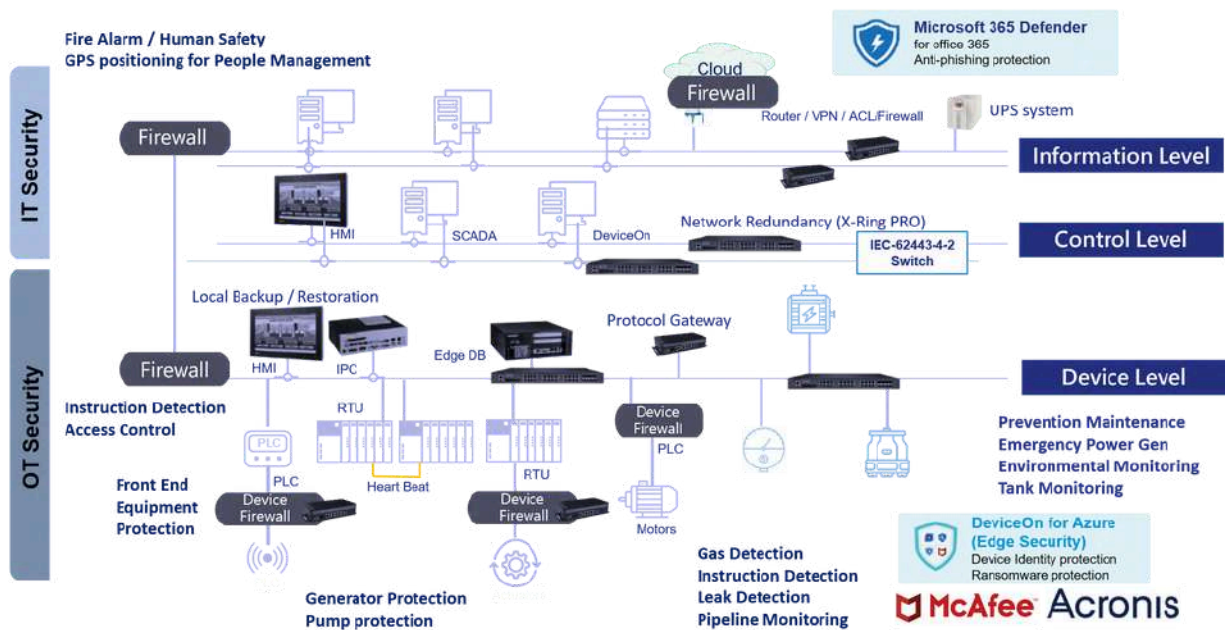 Fire Alarm / Human Safety
GPS positioning for People Management
Microsoft 365 Defender
for office 365
Anti-phishing protection
Cloud
Firewall
Router / VPN / ACL/Firewall
UPS system
Firewall
IT Security
Information Level
HMI
SCADA
DeviceOn
Network Redundancy (X-Ring PRO)
IEC-62443-4-2
Switch
Control Level
OT Security
Local Backup / Restoration
Firewall
HMI
IPC
Edge DB
Protocol Gateway
Device Level
Instruction Detection
Access Control
PLC
PLC
RTU
Heart Beat
RTU
Device
Firewall
PLC
Motors
Prevention Maintenance
Emergency Power Gen
Environmental Monitoring
Tank Monitoring
Front End
Equipment
Protection
Device
Firewall
Device
Firewall
Generator Protection
Pump protection
Gas Detection
Instruction Detection
Leak Detection
Pipeline Monitoring
DeviceOn for Azure
(Edge Security)
Device Identity protection
Ransomware protection
McAfee
Acronis